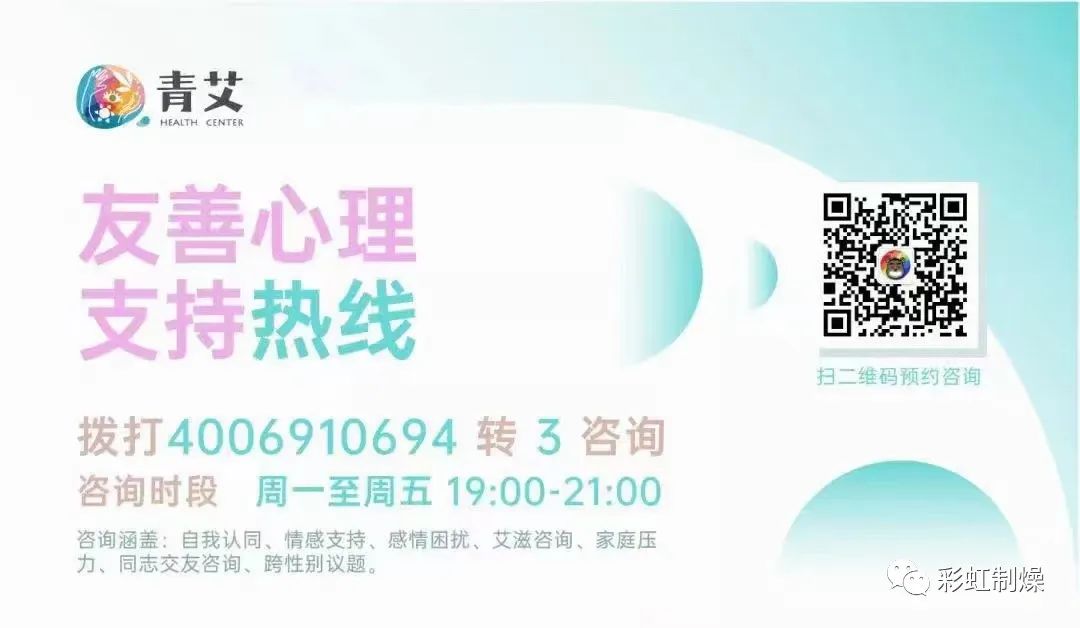 青艾
HEALTH CENTER
友善心理
支持热线
扫二维码预约咨询
拨打4006910694 转 3 咨询
咨询时段 周一至周五 19:00-21:00
咨询涵盖：自我认同、情感支持、感情困扰、艾滋咨询、家庭压
力、同志交友咨询、跨性别议题。
彩虹制燥